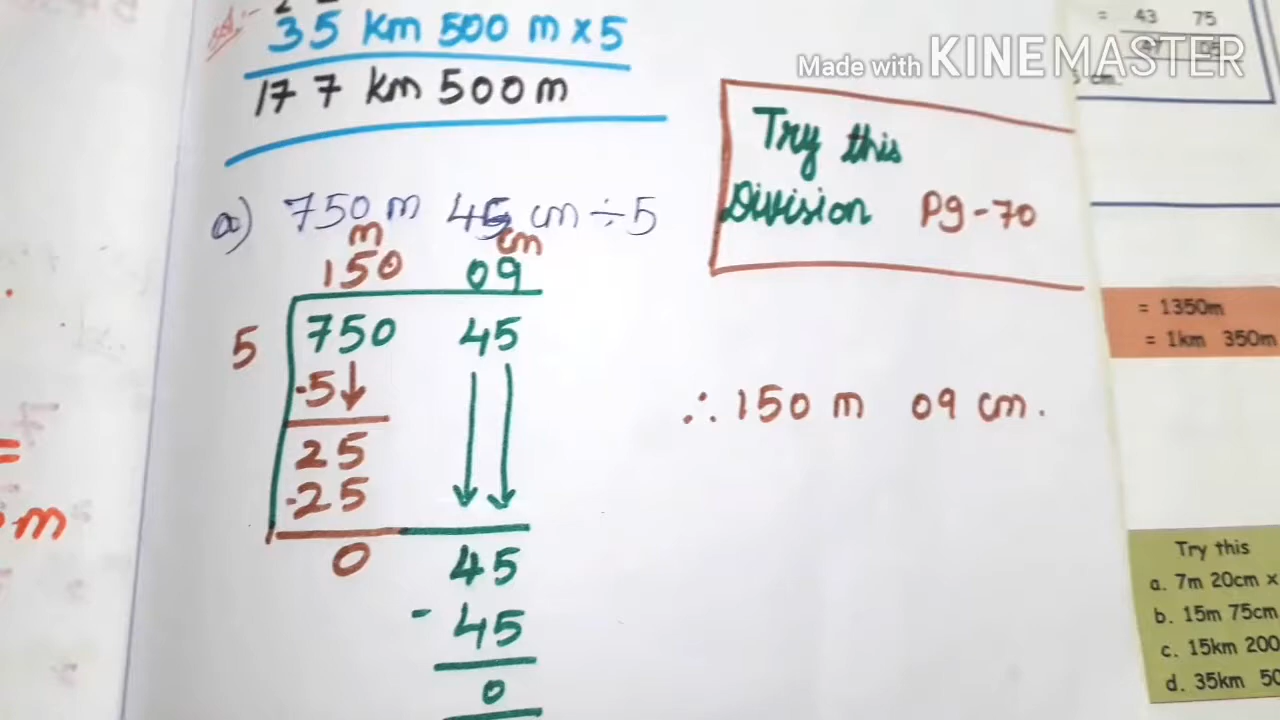 35 km 500 m x 5
177 km 500 m
a) 750 m 45 cm ÷ 5
m cm
150 09
5 750 45
-5
25
-25
0 45
- 45
0
Try this
Division Pg-70
∴ 150 m 09 cm.
Made with KINEMASTER
= 43 75
= 1350m
= 1km 350m
Try this
a. 7m 20cm ×
b. 15m 75cm
c. 15km 200
d. 35km 50
= 
m